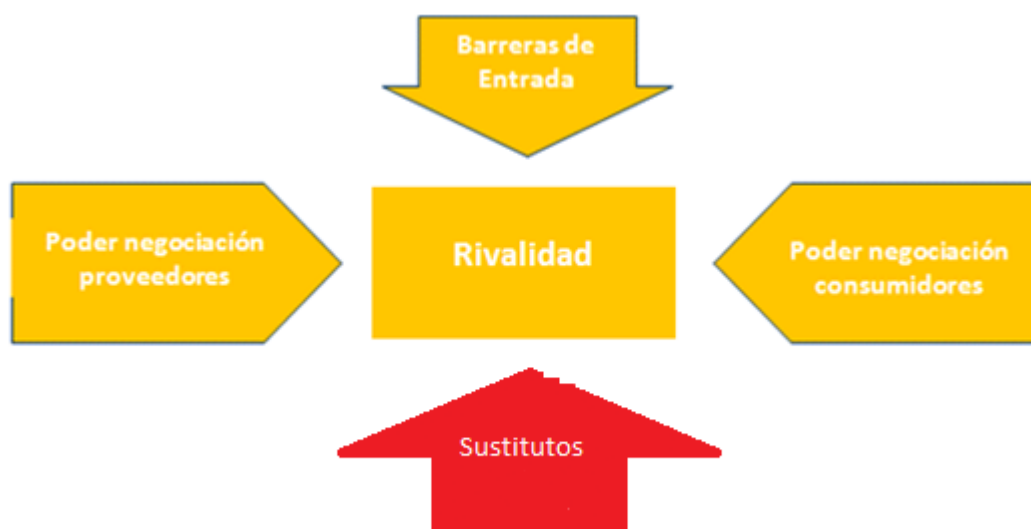 Barreras de
Entrada
Poder negociación
proveedores
Rivalidad
Poder negociación
consumidores
Sustitutos